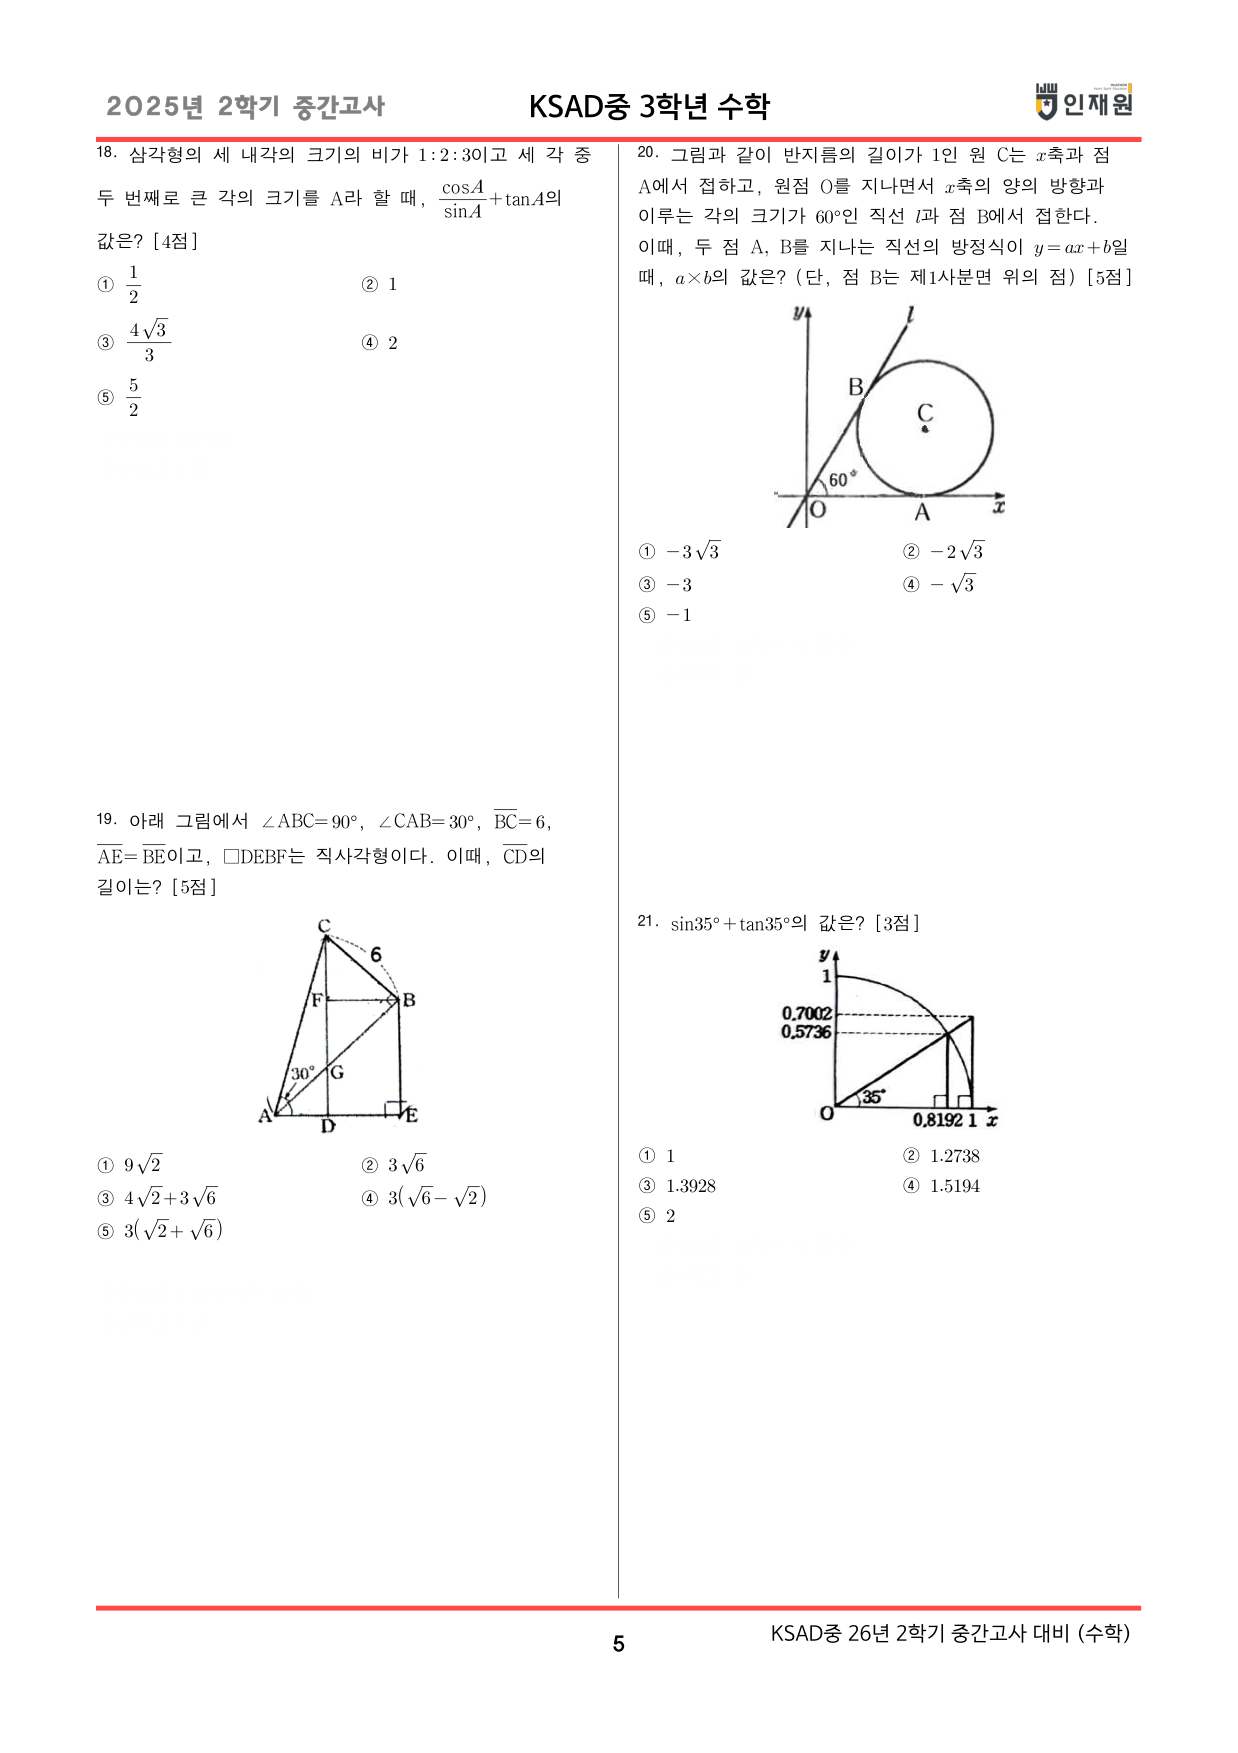 2025년 2학기 중간고사
KSAD중 3학년 수학
인재원
18. 삼각형의 세 내각의 크기의 비가 1:2:3이고 세 각 중
두 번째로 큰 각의 크기를 A라 할 때, cosA/sinA+tanA의
값은? [4점]
① 1/2
② 1
③ 4√3/3
④ 2
⑤ 5/2
19. 아래 그림에서 ∠ABC=90°, ∠CAB=30°, BC=6,
AE=BE이고, □DEBF는 직사각형이다. 이때, CD의
길이는? [5점]
C
6
F
B
30°
G
A
D
E
① 9√2
② 3√6
③ 4√2+3√6
④ 3(√6-√2)
⑤ 3(√2+√6)
20. 그림과 같이 반지름의 길이가 1인 원 C는 x축과 점
A에서 접하고, 원점 O를 지나면서 x축의 양의 방향과
이루는 각의 크기가 60°인 직선 l과 점 B에서 접한다.
이때, 두 점 A, B를 지나는 직선의 방정식이 y=ax+b일
때, a×b의 값은? (단, 점 B는 제1사분면 위의 점) [5점]
y
l
B
C
60°
O
A
x
① -3√3
② -2√3
③ -3
④ -√3
⑤ -1
21. sin35°+tan35°의 값은? [3점]
y
1
0.7002
0.5736
35°
O
0.8192 1 x
① 1
② 1.2738
③ 1.3928
④ 1.5194
⑤ 2
5
KSAD중 26년 2학기 중간고사 대비 (수학)